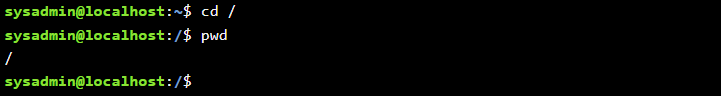 sysadmin@localhost:~$ cd /
sysadmin@localhost:/$ pwd
/
sysadmin@localhost:/$